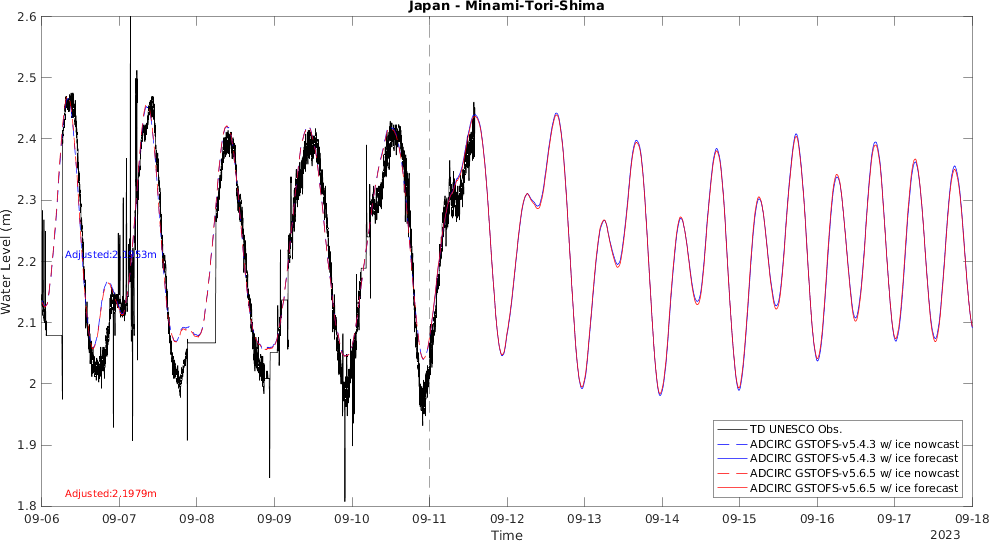 Japan - Minami-Tori-Shima
2.6
2.5
2.4
2.3
2.2
2.1
2
1.9
1.8
Water Level (m)
Adjusted:2.1953m
Adjusted:2.1979m
TD UNESCO Obs.
ADCIRC GSTOFS-v5.4.3 w/ ice nowcast
ADCIRC GSTOFS-v5.4.3 w/ ice forecast
ADCIRC GSTOFS-v5.6.5 w/ ice nowcast
ADCIRC GSTOFS-v5.6.5 w/ ice forecast
09-06 09-07 09-08 09-09 09-10 09-11 09-12 09-13 09-14 09-15 09-16 09-17 09-18
Time
2023